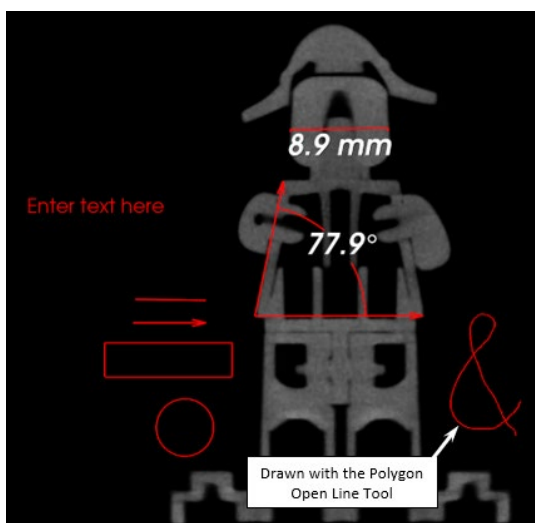 8.9 mm
Enter text here
77.9°
&
Drawn with the Polygon
Open Line Tool